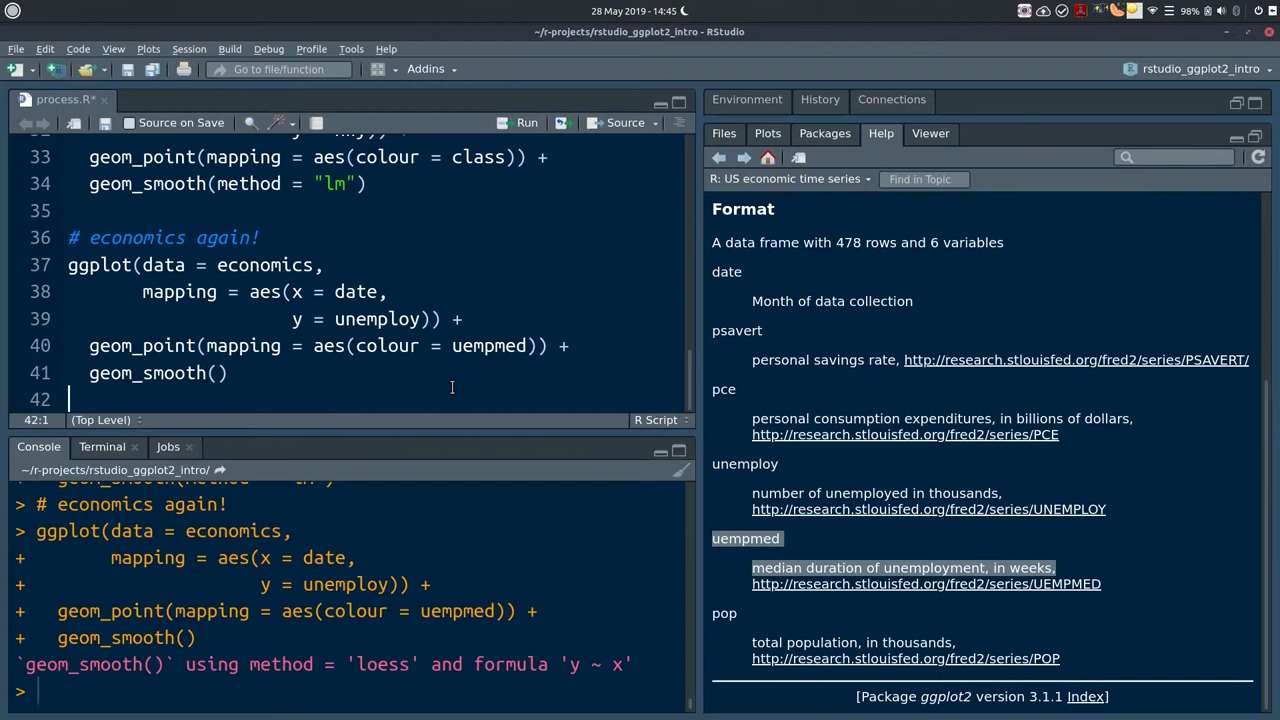 28 May 2019 - 14:45
98%
~/r-projects/rstudio_ggplot2_intro - RStudio
File Edit Code View Plots Session Build Debug Profile Tools Help
Go to file/function
Addins
rstudio_ggplot2_intro
process.R*
Source on Save
Run
Source
33 geom_point(mapping = aes(colour = class)) +
34 geom_smooth(method = "lm")
35
36 # economics again!
37 ggplot(data = economics,
38 mapping = aes(x = date,
39 y = unemploy)) +
40 geom_point(mapping = aes(colour = uempmed)) +
41 geom_smooth()
42
42:1 (Top Level) R Script
Console Terminal Jobs
~/r-projects/rstudio_ggplot2_intro/
> # economics again!
> ggplot(data = economics,
+ mapping = aes(x = date,
+ y = unemploy)) +
+ geom_point(mapping = aes(colour = uempmed)) +
+ geom_smooth()
`geom_smooth()` using method = 'loess' and formula 'y ~ x'
>
Environment History Connections
Files Plots Packages Help Viewer
R: US economic time series
Find in Topic
Format
A data frame with 478 rows and 6 variables
date
Month of data collection
psavert
personal savings rate, http://research.stlouisfed.org/fred2/series/PSAVERT/
pce
personal consumption expenditures, in billions of dollars,
http://research.stlouisfed.org/fred2/series/PCE
unemploy
number of unemployed in thousands,
http://research.stlouisfed.org/fred2/series/UNEMPLOY
uempmed
median duration of unemployment, in weeks,
http://research.stlouisfed.org/fred2/series/UEMPMED
pop
total population, in thousands,
http://research.stlouisfed.org/fred2/series/POP
[Package ggplot2 version 3.1.1 Index]